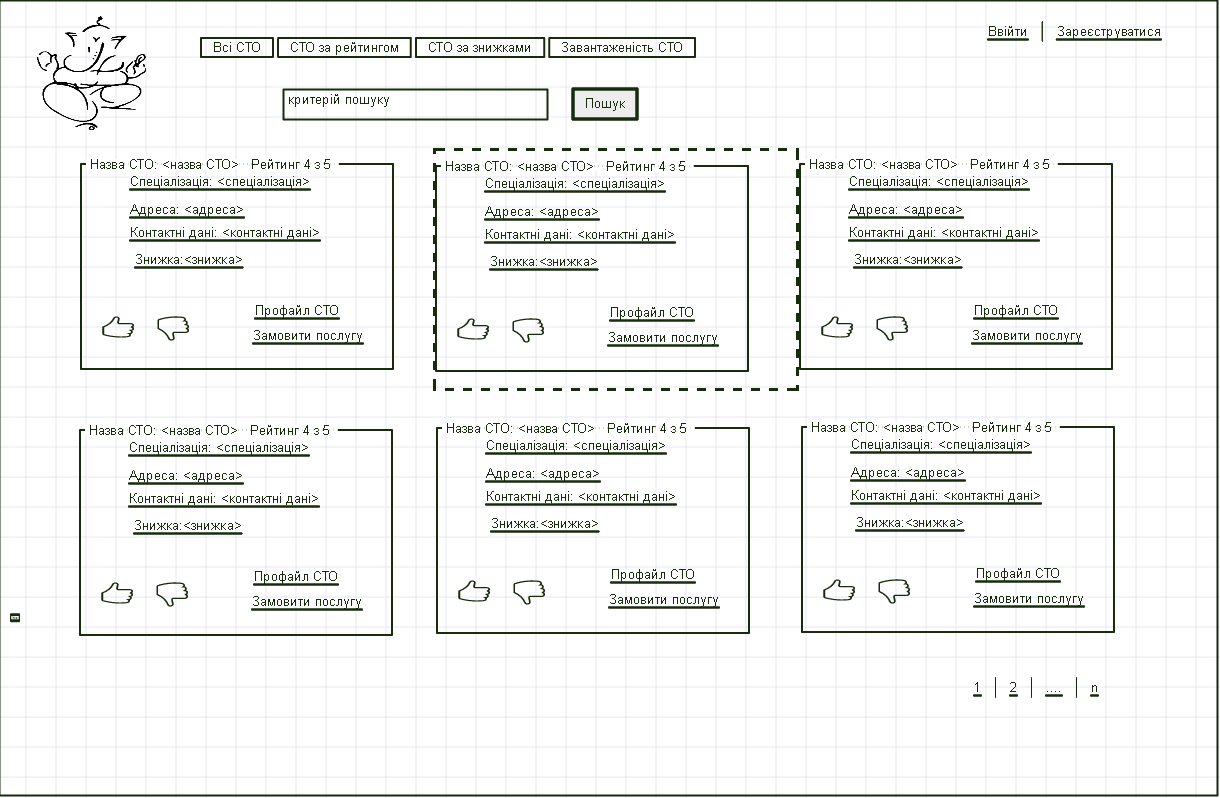 Всі СТО
СТО за рейтингом
СТО за знижками
Завантаженість СТО
Ввійти
Зареєструватися
критерій пошуку
Пошук
Назва СТО: <назва СТО> Рейтинг 4 з 5
Спеціалізація: <спеціалізація>
Адреса: <адреса>
Контактні дані: <контактні дані>
Знижка:<знижка>
Профайл СТО
Замовити послугу
Назва СТО: <назва СТО> Рейтинг 4 з 5
Спеціалізація: <спеціалізація>
Адреса: <адреса>
Контактні дані: <контактні дані>
Знижка:<знижка>
Профайл СТО
Замовити послугу
Назва СТО: <назва СТО> Рейтинг 4 з 5
Спеціалізація: <спеціалізація>
Адреса: <адреса>
Контактні дані: <контактні дані>
Знижка:<знижка>
Профайл СТО
Замовити послугу
Назва СТО: <назва СТО> Рейтинг 4 з 5
Спеціалізація: <спеціалізація>
Адреса: <адреса>
Контактні дані: <контактні дані>
Знижка:<знижка>
Профайл СТО
Замовити послугу
Назва СТО: <назва СТО> Рейтинг 4 з 5
Спеціалізація: <спеціалізація>
Адреса: <адреса>
Контактні дані: <контактні дані>
Знижка:<знижка>
Профайл СТО
Замовити послугу
Назва СТО: <назва СТО> Рейтинг 4 з 5
Спеціалізація: <спеціалізація>
Адреса: <адреса>
Контактні дані: <контактні дані>
Знижка:<знижка>
Профайл СТО
Замовити послугу
1 | 2 | .... | n